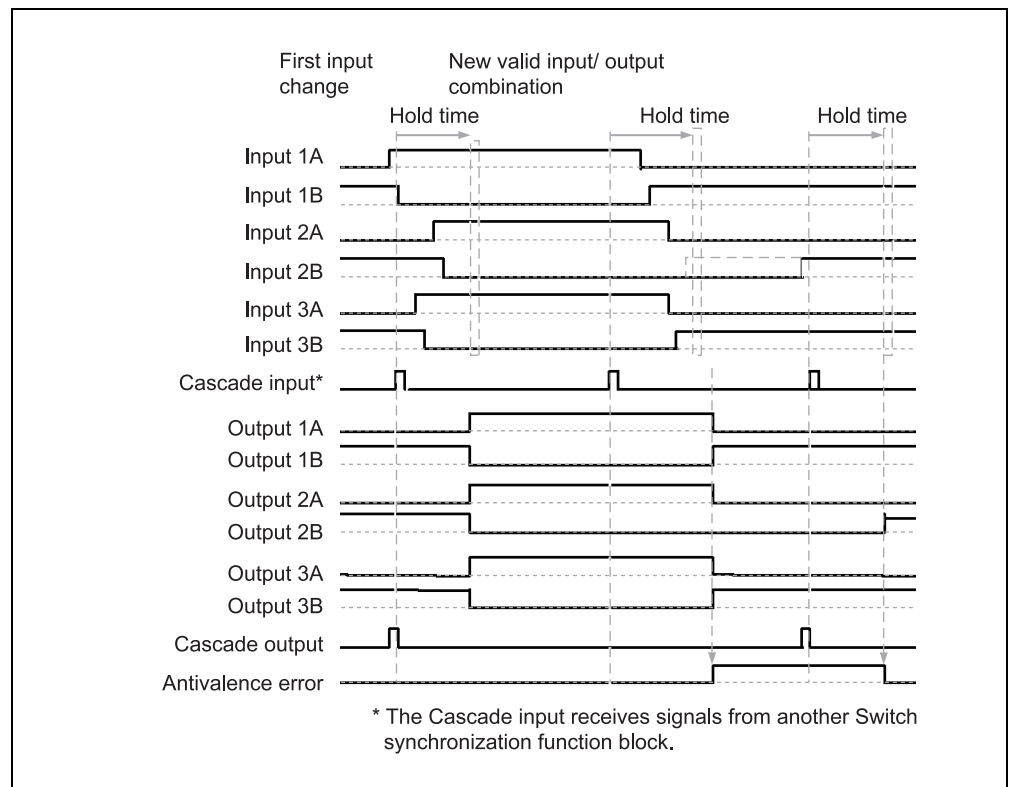 First input
change
New valid input/ output
combination
Hold time
Hold time
Hold time
Input 1A
Input 1B
Input 2A
Input 2B
Input 3A
Input 3B
Cascade input*
Output 1A
Output 1B
Output 2A
Output 2B
Output 3A
Output 3B
Cascade output
Antivalence error
* The Cascade input receives signals from another Switch
synchronization function block.